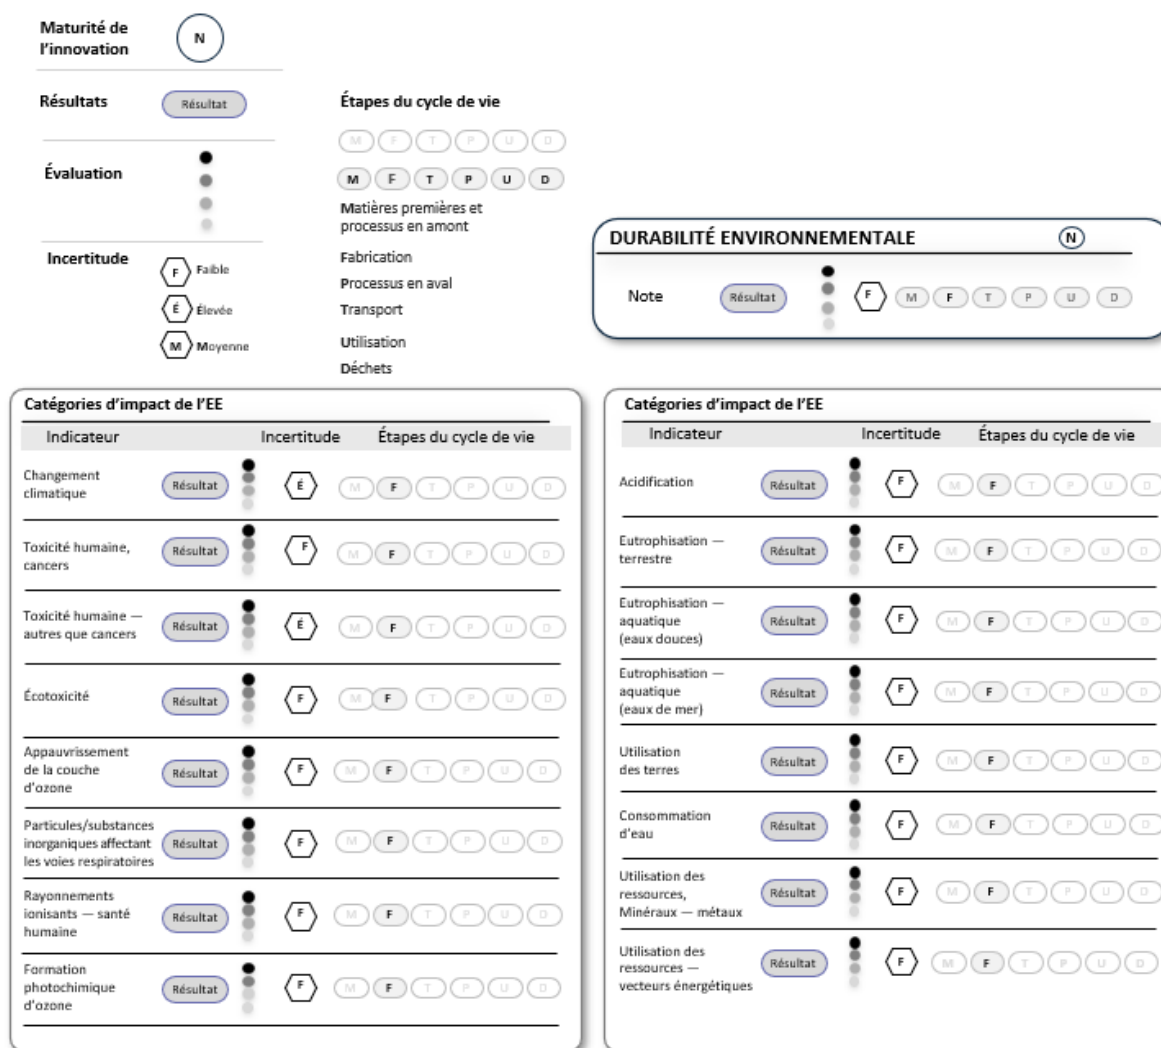 Maturité de
l'innovation
N
Résultats
Résultat
Évaluation
Incertitude
F Faible
É Élevée
M Moyenne
Étapes du cycle de vie
M F T P U D
M F T P U D
Matières premières et
processus en amont
Fabrication
Processus en aval
Transport
Utilisation
Déchets
DURABILITÉ ENVIRONNEMENTALE N
Note Résultat F M F T P U D
Catégories d'impact de l'EE
Indicateur Incertitude Étapes du cycle de vie
Changement
climatique
Résultat É M F T P U D
Toxicité humaine,
cancers
Résultat F M F T P U D
Toxicité humaine —
autres que cancers
Résultat É M F T P U D
Écotoxicité
Résultat F M F T P U D
Appauvrissement
de la couche
d'ozone
Résultat F M F T P U D
Particules/substances
inorganiques affectant
les voies respiratoires
Résultat F M F T P U D
Rayonnements
ionisants — santé
humaine
Résultat F M F T P U D
Formation
photochimique
d'ozone
Résultat F M F T P U D
Catégories d'impact de l'EE
Indicateur Incertitude Étapes du cycle de vie
Acidification
Résultat F M F T P U D
Eutrophisation —
terrestre
Résultat F M F T P U D
Eutrophisation —
aquatique
(eaux douces)
Résultat F M F T P U D
Eutrophisation —
aquatique
(eaux de mer)
Résultat F M F T P U D
Utilisation
des terres
Résultat F M F T P U D
Consommation
d'eau
Résultat F M F T P U D
Utilisation des
ressources,
Minéraux — métaux
Résultat F M F T P U D
Utilisation des
ressources —
vecteurs énergétiques
Résultat F M F T P U D